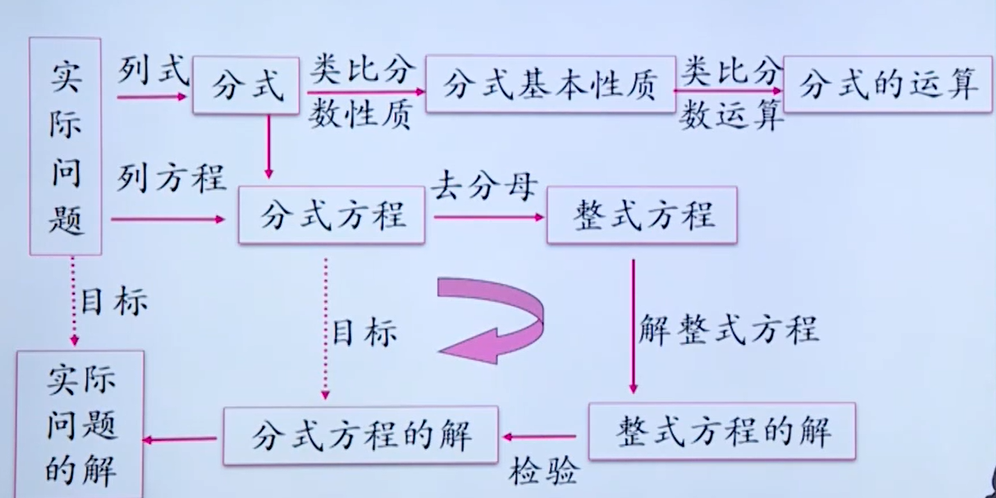 实际问题
列式
分式
类比分
数性质
分式基本性质
类比分
数运算
分式的运算
列方程
分式方程
去分母
整式方程
目标
目标
解整式方程
实际
问题
的解
分式方程的解
检验
整式方程的解